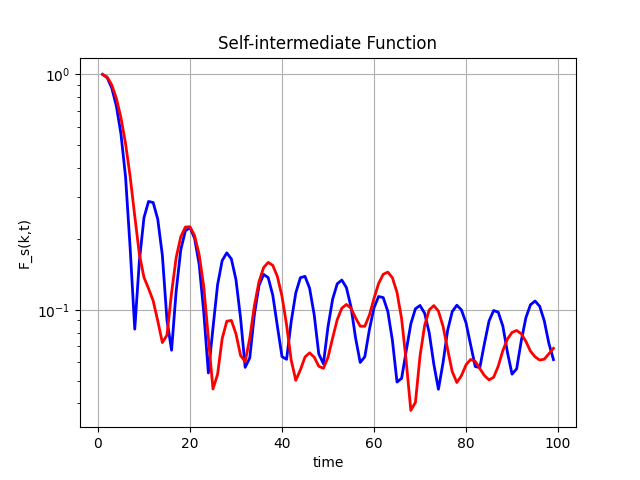 Self-intermediate Function
F_s(k,t)
10⁰
10⁻¹
0 20 40 60 80 100
time